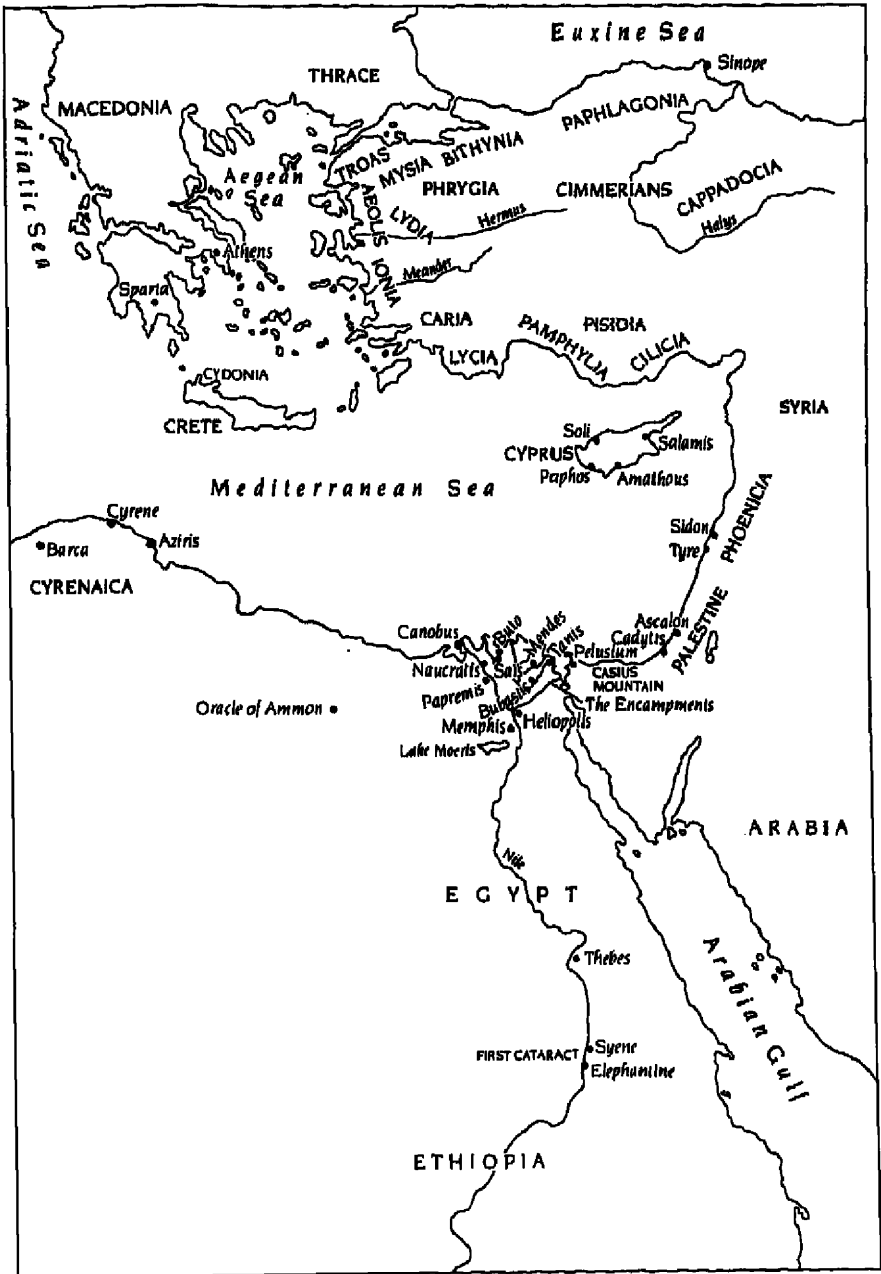 Euxine Sea
Sinope
THRACE
MACEDONIA
PAPHLAGONIA
Adriatic Sea
BITHYNIA
TROAS
MYSIA
Aegean
Sea
PHRYGIA
CIMMERIANS
CAPPADOCIA
AEOLIS
LYDIA
Hermus
Halys
Athens
IONIA
Meander
Sparta
CARIA
PISIDIA
PAMPHYLIA
CILICIA
LYCIA
CYDONIA
CRETE
SYRIA
Soli
Salamis
CYPRUS
Paphos
Amathous
Mediterranean Sea
Cyrene
Aziris
Barca
CYRENAICA
Sidon
Tyre
PHOENICIA
PALESTINE
Ascalon
Cadytis
Canobus
Buto
Mendes
Tanis
Pelusium
Naucratis
Sais
CASIUS
MOUNTAIN
Papremis
Bubastis
The Encampments
Oracle of Ammon
Heliopolis
Memphis
Lake Moeris
ARABIA
Nile
EGYPT
Thebes
Arabian Gulf
Syene
FIRST CATARACT
Elephantine
ETHIOPIA